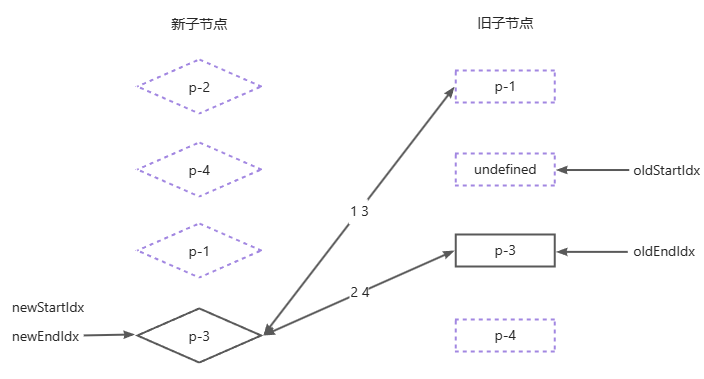 新子节点
旧子节点
p-2
p-1
p-4
undefined
oldStartIdx
1 3
p-1
p-3
oldEndIdx
2 4
newStartIdx
newEndIdx
p-3
p-4